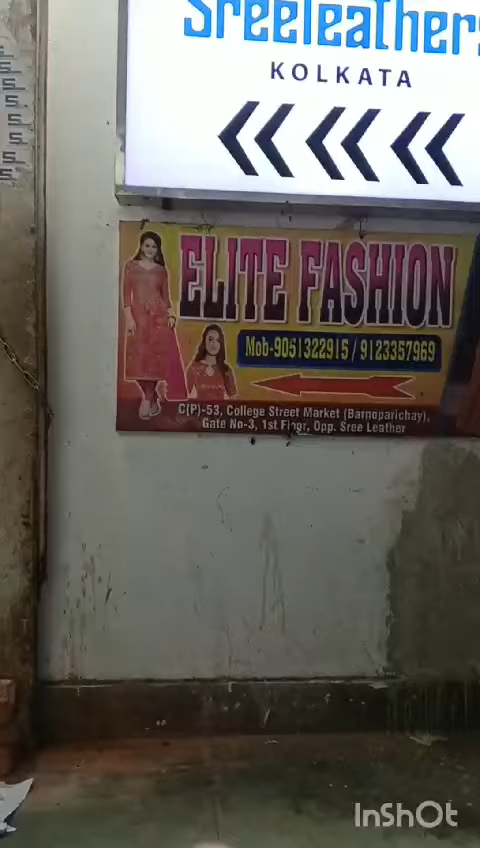 Sreeleathers
KOLKATA
ELITE FASHION
Mob-9051322915 / 9123357969
C(P)-53, College Street Market (Barnoparichay),
Gate No-3, 1st Floor, Opp. Sree Leather
InShOt